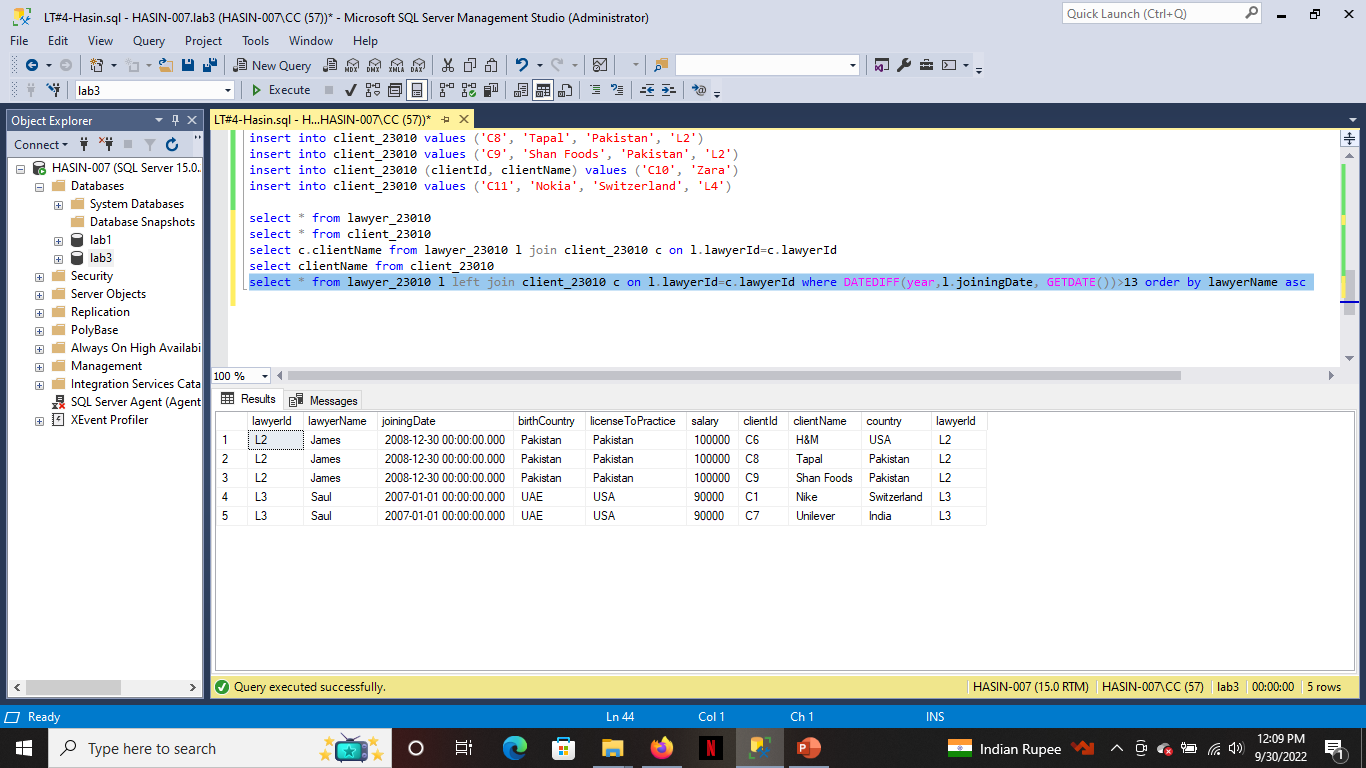 LT#4-Hasin.sql - HASIN-007.lab3 (HASIN-007\CC (57))* - Microsoft SQL Server Management Studio (Administrator)
Quick Launch (Ctrl+Q)
File Edit View Query Project Tools Window Help
New Query
MDX DMX XMLA DAX
lab3
Execute
Object Explorer
Connect
HASIN-007 (SQL Server 15.0.
Databases
System Databases
Database Snapshots
lab1
lab3
Security
Server Objects
Replication
PolyBase
Always On High Availabi
Management
Integration Services Cata
SQL Server Agent (Agent
XEvent Profiler
LT#4-Hasin.sql - H...HASIN-007\CC (57))*
insert into client_23010 values ('C8', 'Tapal', 'Pakistan', 'L2')
insert into client_23010 values ('C9', 'Shan Foods', 'Pakistan', 'L2')
insert into client_23010 (clientId, clientName) values ('C10', 'Zara')
insert into client_23010 values ('C11', 'Nokia', 'Switzerland', 'L4')
select * from lawyer_23010
select * from client_23010
select c.clientName from lawyer_23010 l join client_23010 c on l.lawyerId=c.lawyerId
select clientName from client_23010
select * from lawyer_23010 l left join client_23010 c on l.lawyerId=c.lawyerId where DATEDIFF(year,l.joiningDate, GETDATE())>13 order by lawyerName asc
100 %
Results Messages
lawyerId lawyerName joiningDate birthCountry licenseToPractice salary clientId clientName country lawyerId
1 L2 James 2008-12-30 00:00:00.000 Pakistan Pakistan 100000 C6 H&M USA L2
2 L2 James 2008-12-30 00:00:00.000 Pakistan Pakistan 100000 C8 Tapal Pakistan L2
3 L2 James 2008-12-30 00:00:00.000 Pakistan Pakistan 100000 C9 Shan Foods Pakistan L2
4 L3 Saul 2007-01-01 00:00:00.000 UAE USA 90000 C1 Nike Switzerland L3
5 L3 Saul 2007-01-01 00:00:00.000 UAE USA 90000 C7 Unilever India L3
Query executed successfully.
HASIN-007 (15.0 RTM) HASIN-007\CC (57) lab3 00:00:00 5 rows
Ready
Ln 44 Col 1 Ch 1 INS
Type here to search
Indian Rupee
12:09 PM
9/30/2022
1